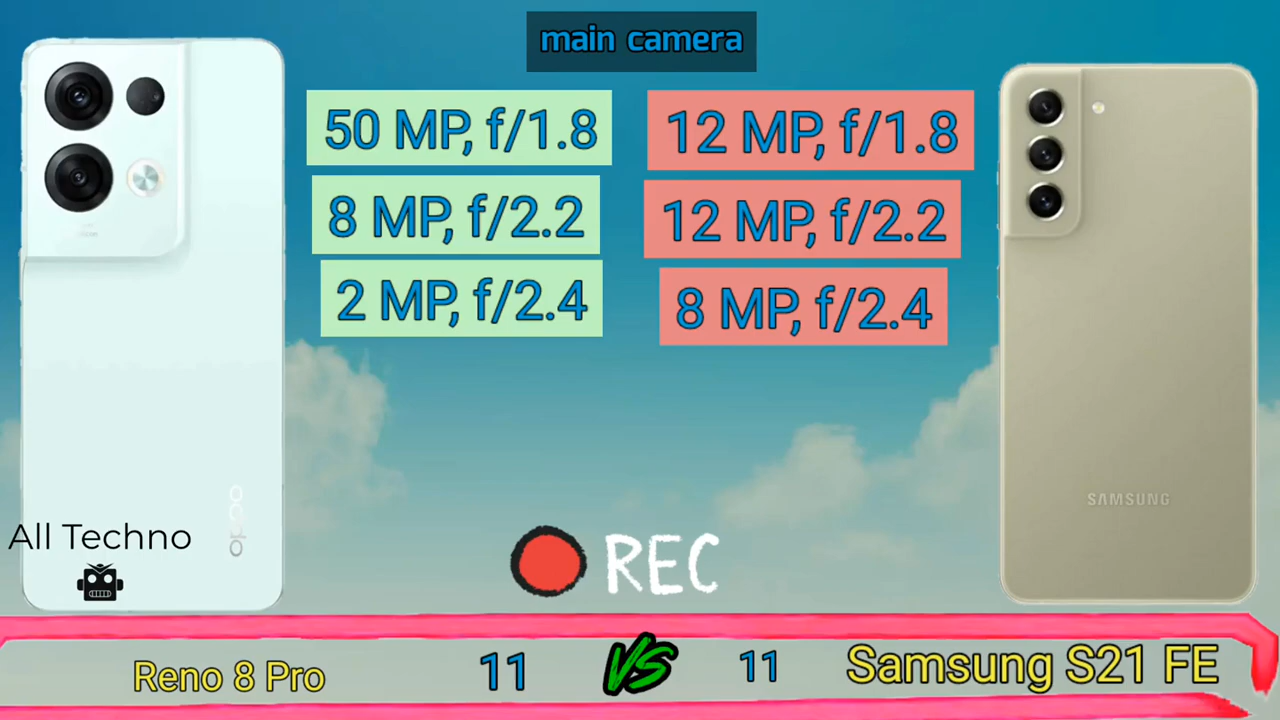 main camera
50 MP, f/1.8
12 MP, f/1.8
8 MP, f/2.2
12 MP, f/2.2
2 MP, f/2.4
8 MP, f/2.4
SAMSUNG
oppo
All Techno
REC
Reno 8 Pro
11
VS
11
Samsung S21 FE